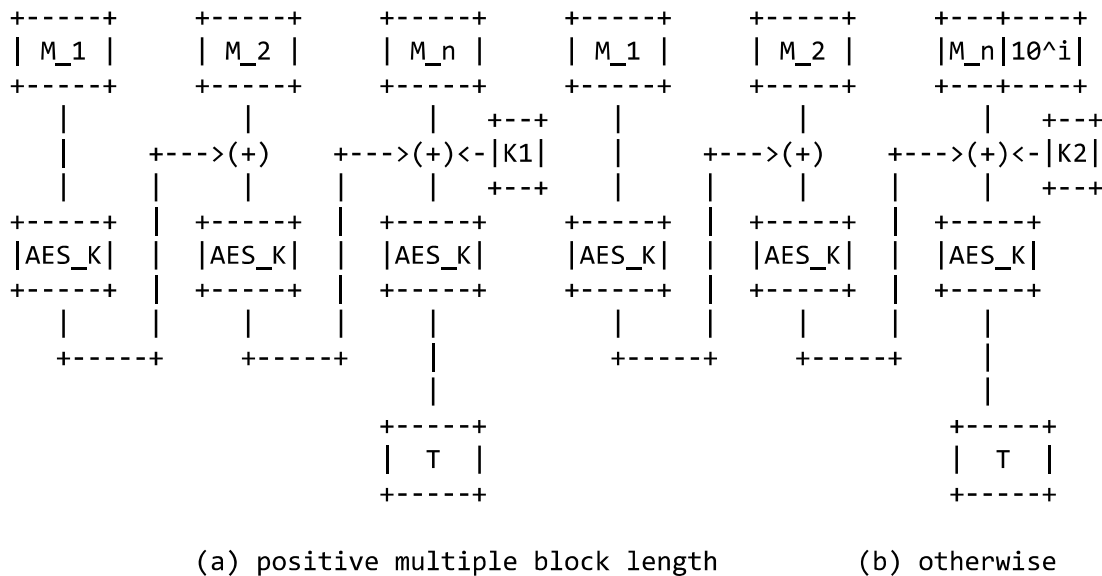 +-----+     +-----+     +-----+     +-----+     +-----+     +---+----+
| M_1 |     | M_2 |     | M_n |     | M_1 |     | M_2 |     |M_n|10^i|
+-----+     +-----+     +-----+     +-----+     +-----+     +---+----+
   |           |           |   +--+    |           |           |   +--+
   |     +--->(+)    +--->(+)<-|K1|    |     +--->(+)    +--->(+)<-|K2|
   |     |     |     |     |   +--+    |     |     |     |     |   +--+
+-----+  |  +-----+  |  +-----+     +-----+  |  +-----+  |  +-----+
|AES_K|  |  |AES_K|  |  |AES_K|     |AES_K|  |  |AES_K|  |  |AES_K|
+-----+  |  +-----+  |  +-----+     +-----+  |  +-----+  |  +-----+
   |     |     |     |     |           |     |     |     |     |
   +-----+     +-----+     |           +-----+     +-----+     |
                           |                                   |
                        +-----+                              +-----+
                        |  T  |                              |  T  |
                        +-----+                              +-----+
            (a) positive multiple block length         (b) otherwise